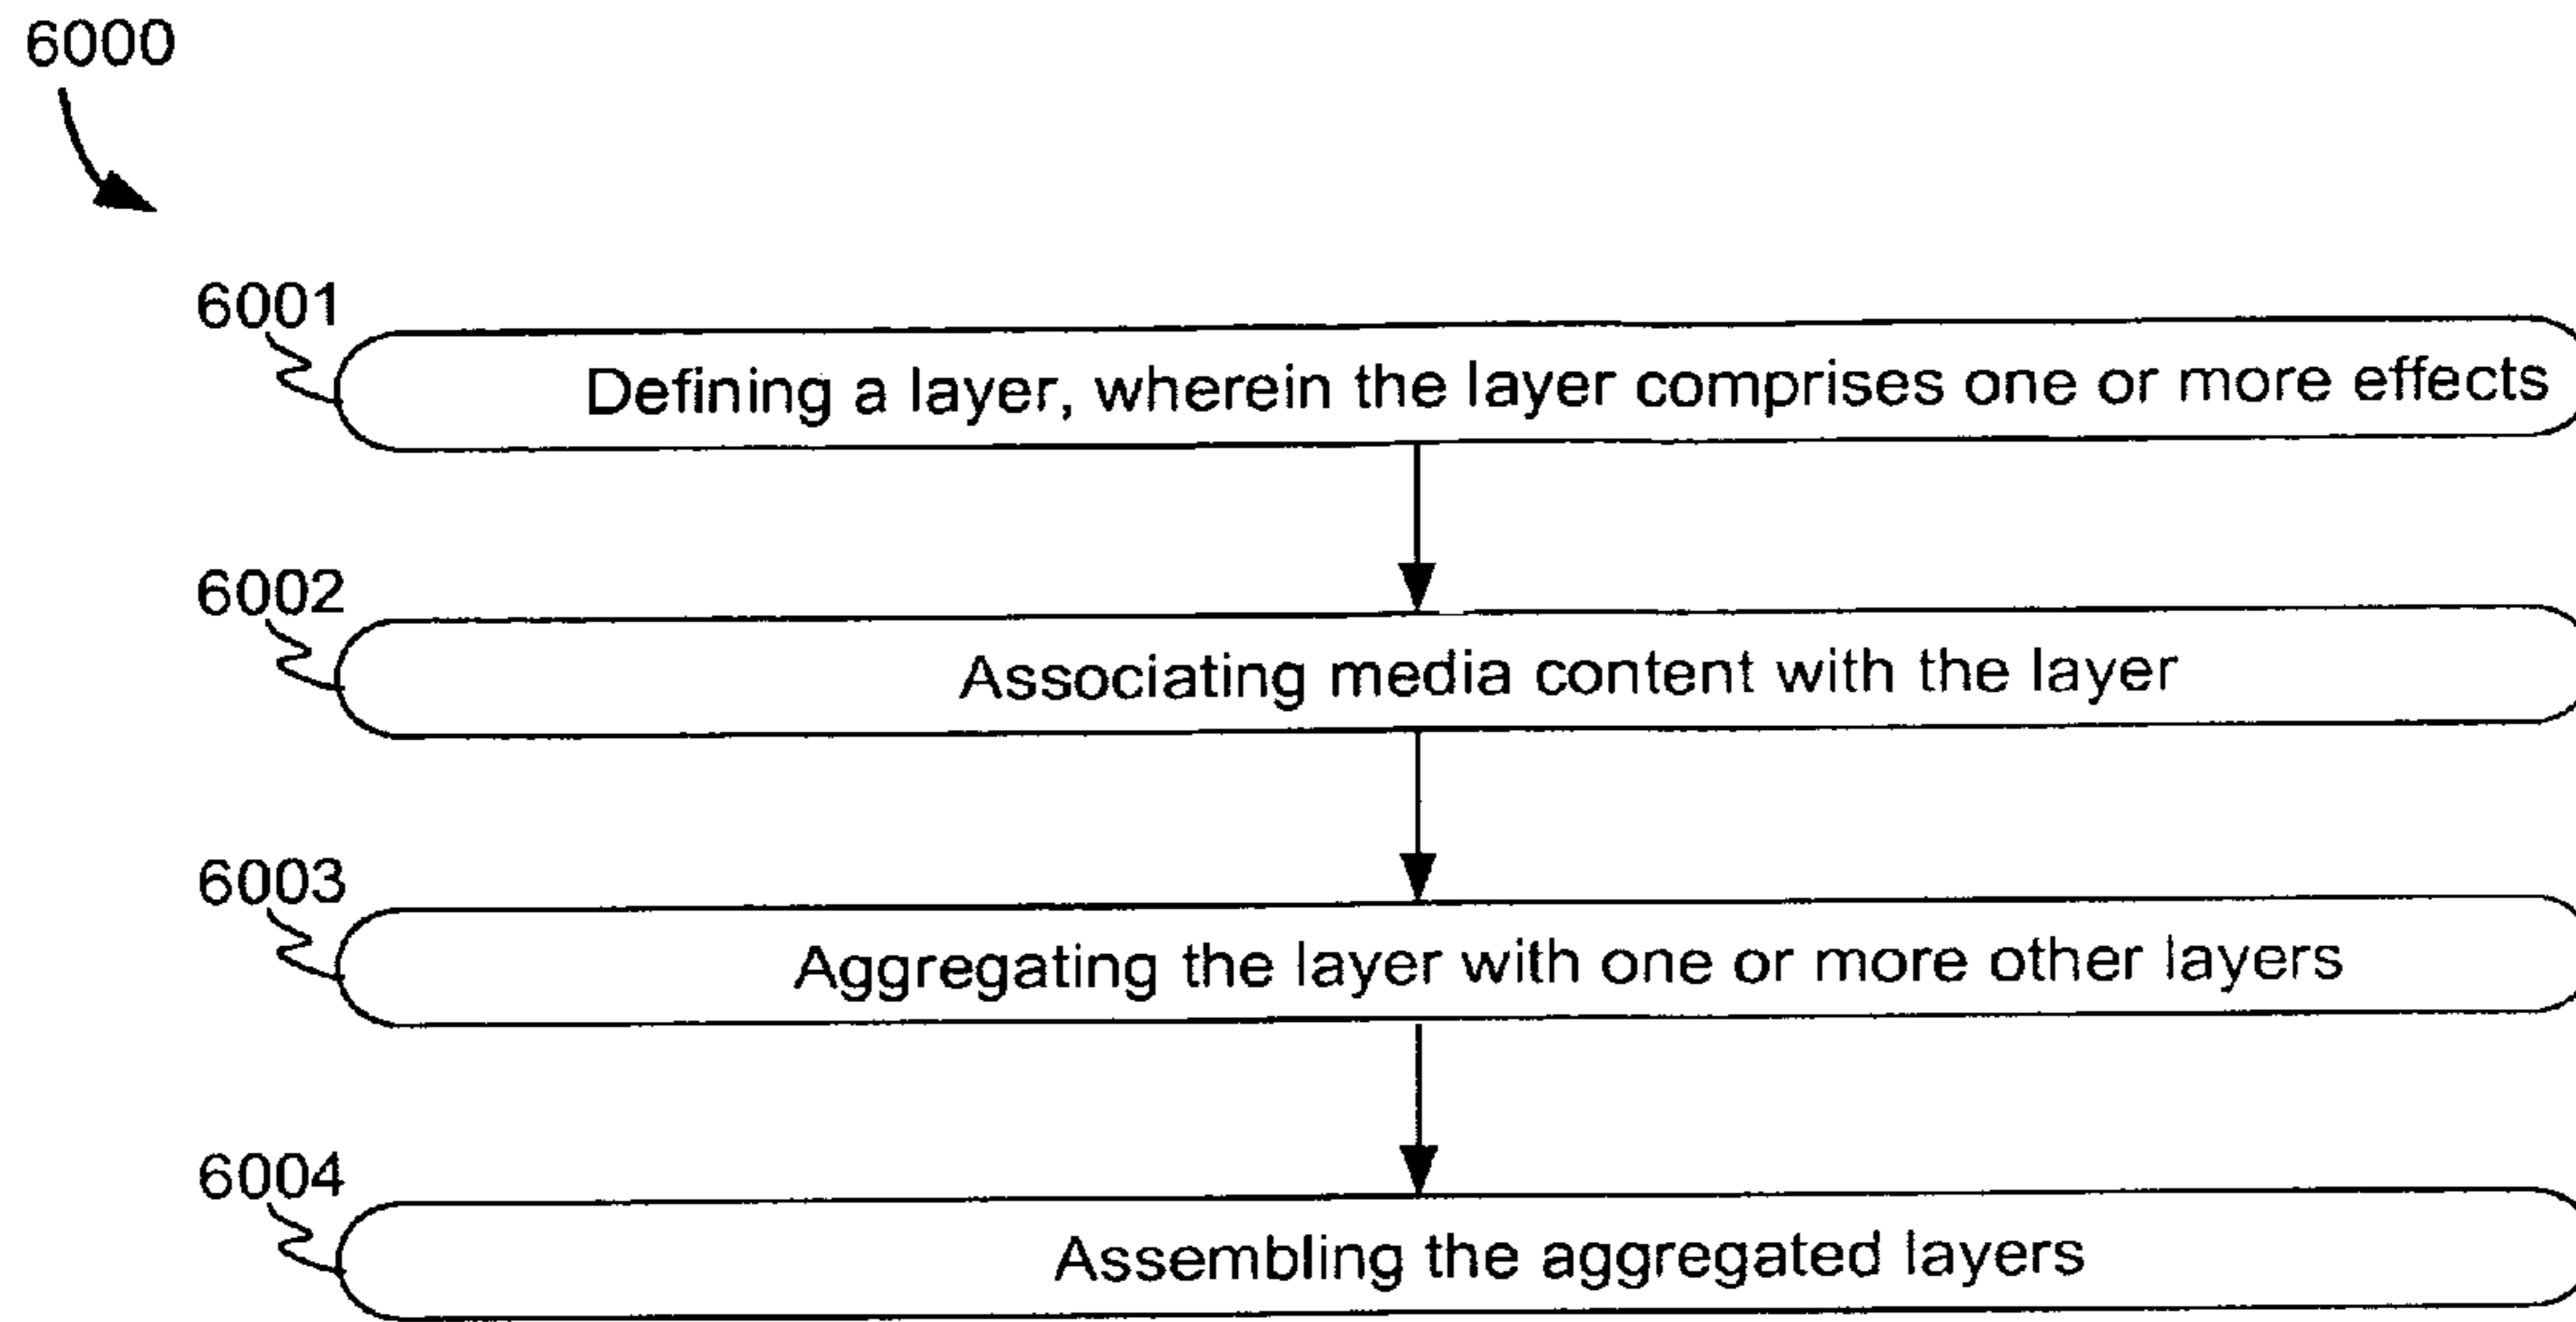 6000
6001
Defining a layer, wherein the layer comprises one or more effects
6002
Associating media content with the layer
6003
Aggregating the layer with one or more other layers
6004
Assembling the aggregated layers